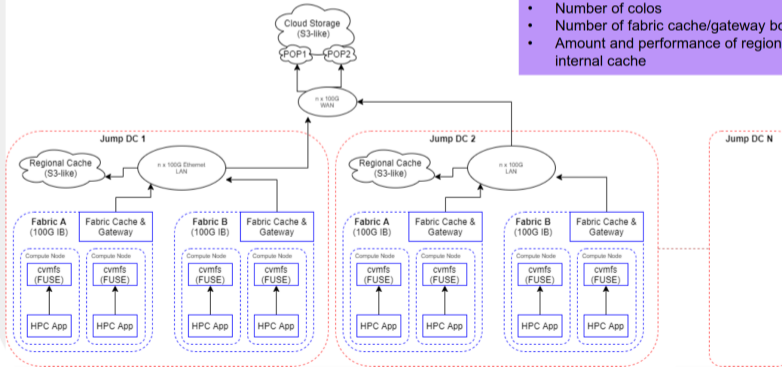 • Number of colos
• Number of fabric cache/gateway
• Amount and performance of
internal cache
Cloud Storage
(S3-like)
POP1
POP2
n x 100G
WAN
Jump DC 1
Regional Cache
(S3-like)
n x 100G Ethernet
LAN
Fabric A
(100G IB)
Fabric Cache &
Gateway
Compute Node
cvmfs
(FUSE)
HPC App
Compute Node
cvmfs
(FUSE)
HPC App
Fabric B
(100G IB)
Fabric Cache &
Gateway
Compute Node
cvmfs
(FUSE)
HPC App
Compute Node
cvmfs
(FUSE)
HPC App
Jump DC 2
Regional Cache
(S3-like)
n x 100G
LAN
Fabric A
(100G IB)
Fabric Cache &
Gateway
Compute Node
cvmfs
(FUSE)
HPC App
Compute Node
cvmfs
(FUSE)
HPC App
Fabric B
(100G IB)
Fabric Cache &
Gateway
Compute Node
cvmfs
(FUSE)
HPC App
Compute Node
cvmfs
(FUSE)
HPC App
Jump DC N